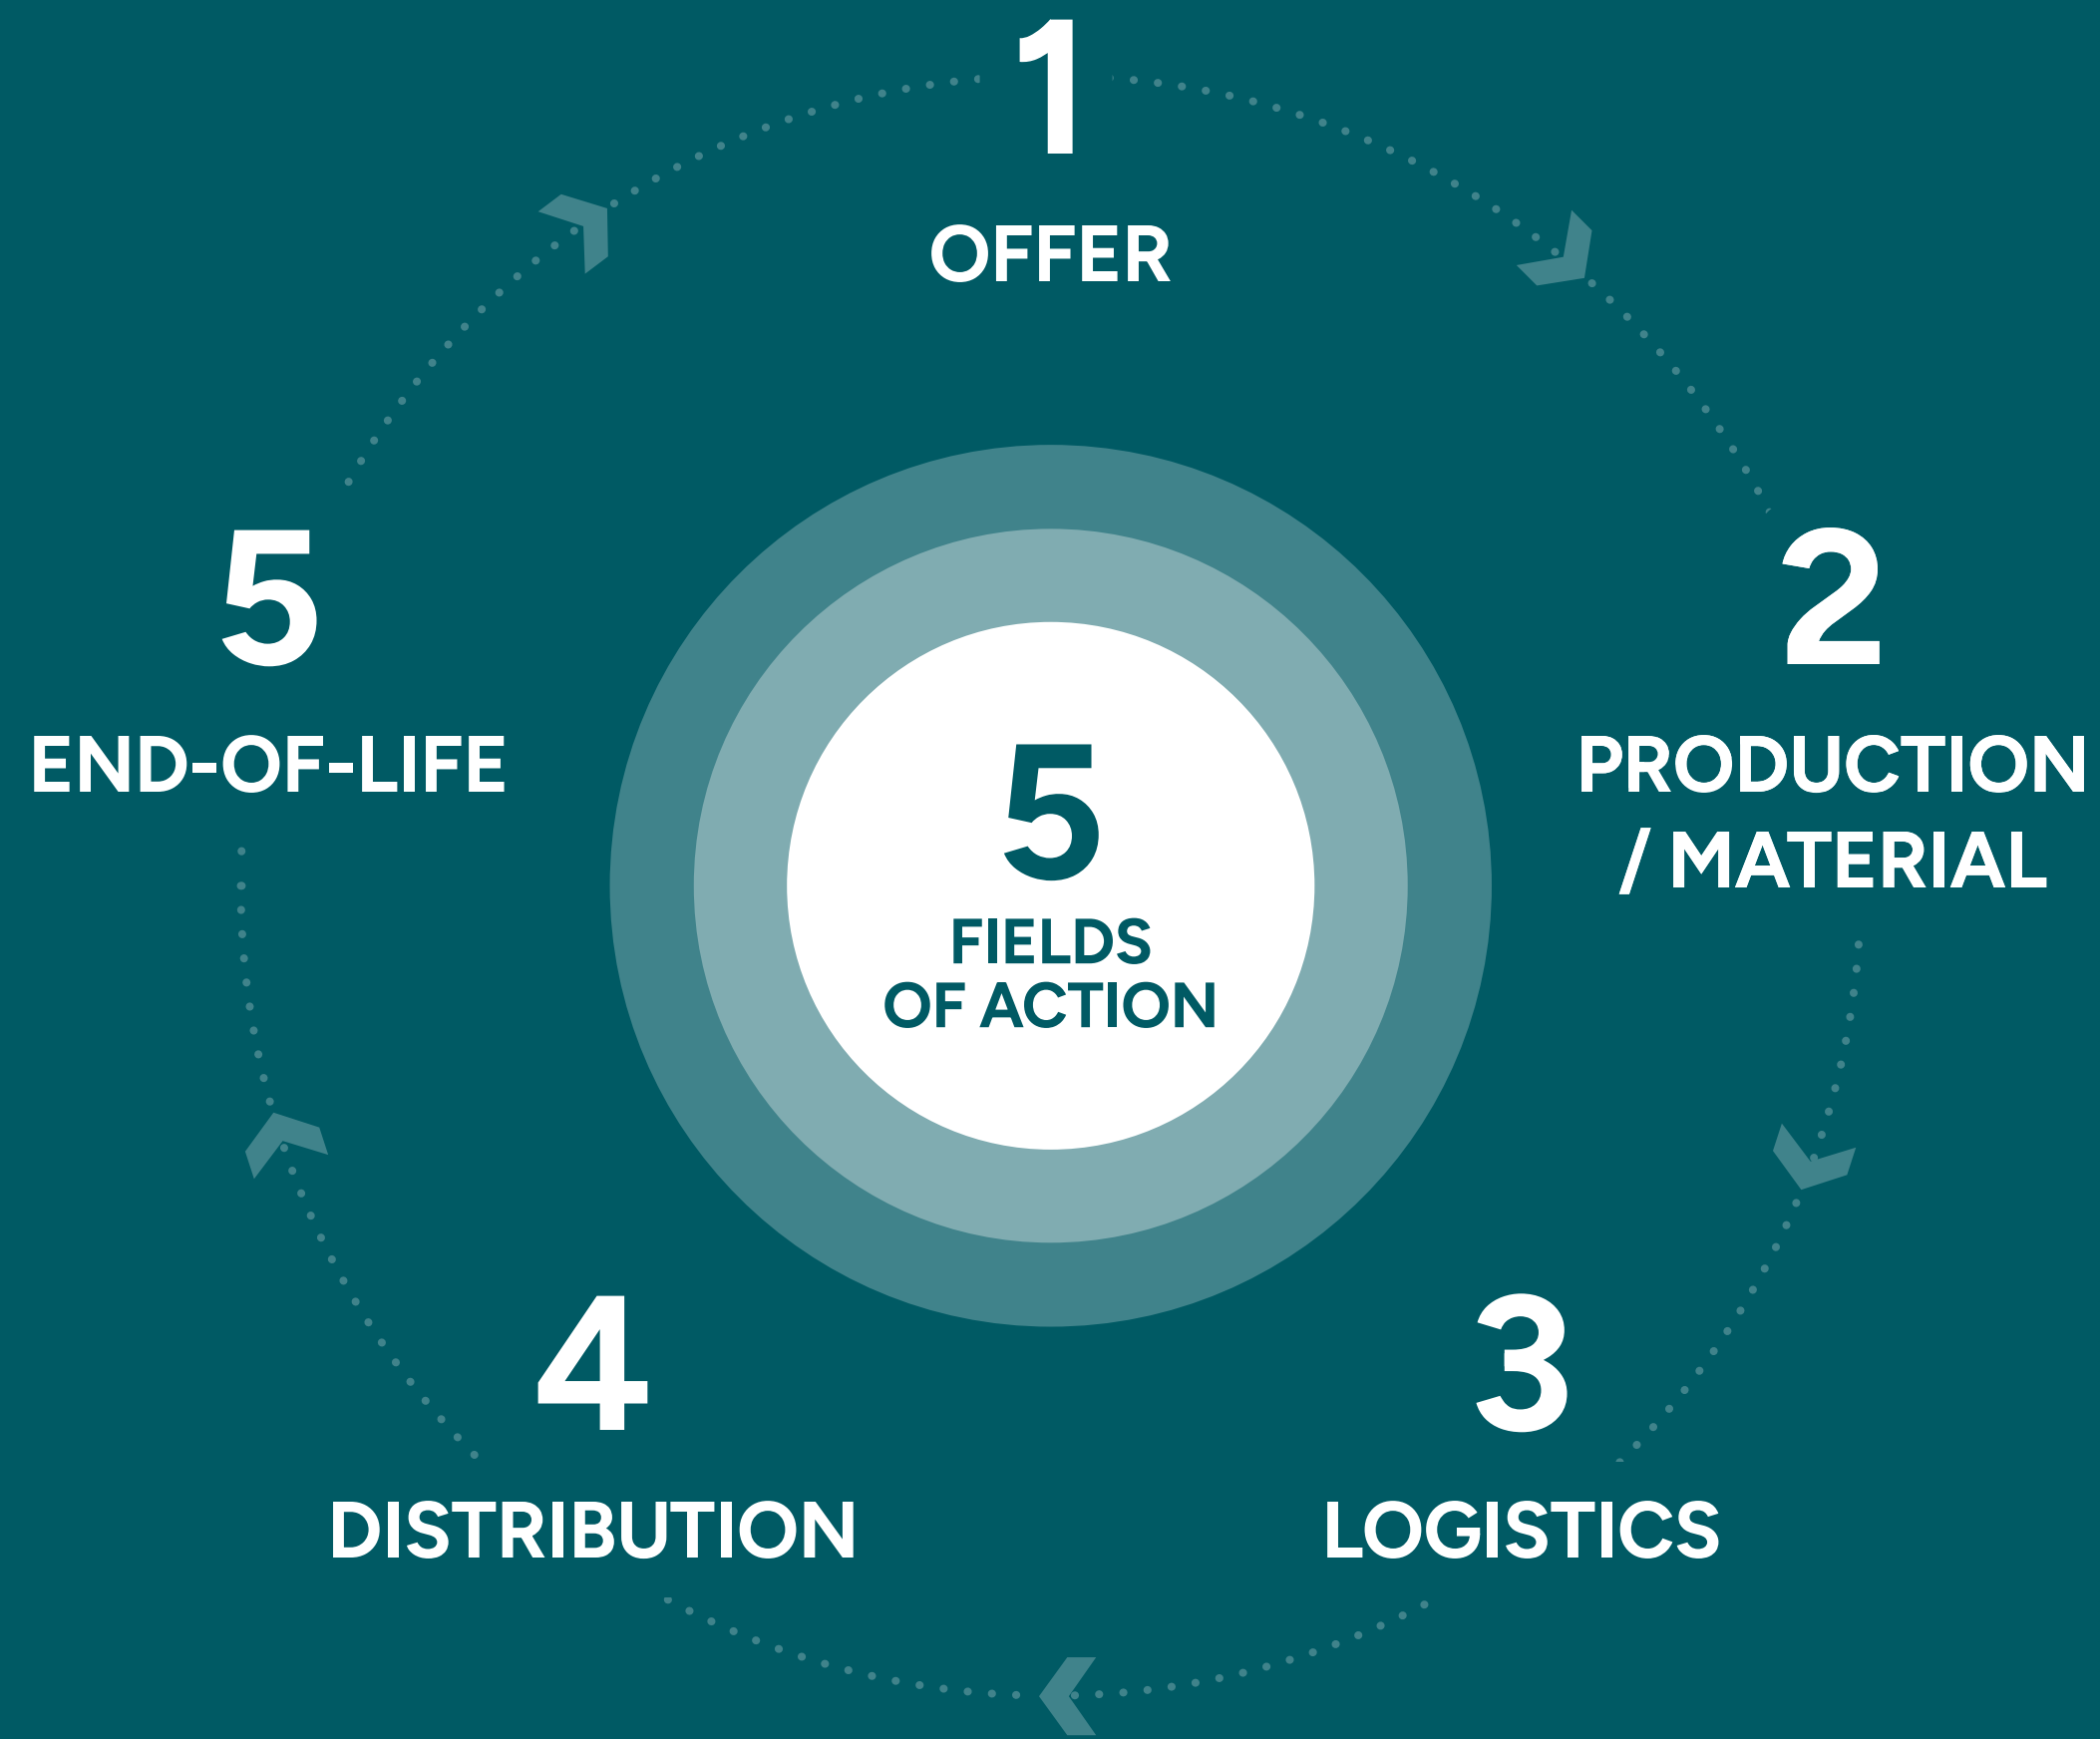 1
OFFER
2
PRODUCTION
/ MATERIAL
3
LOGISTICS
4
DISTRIBUTION
5
END-OF-LIFE
5
FIELDS
OF ACTION